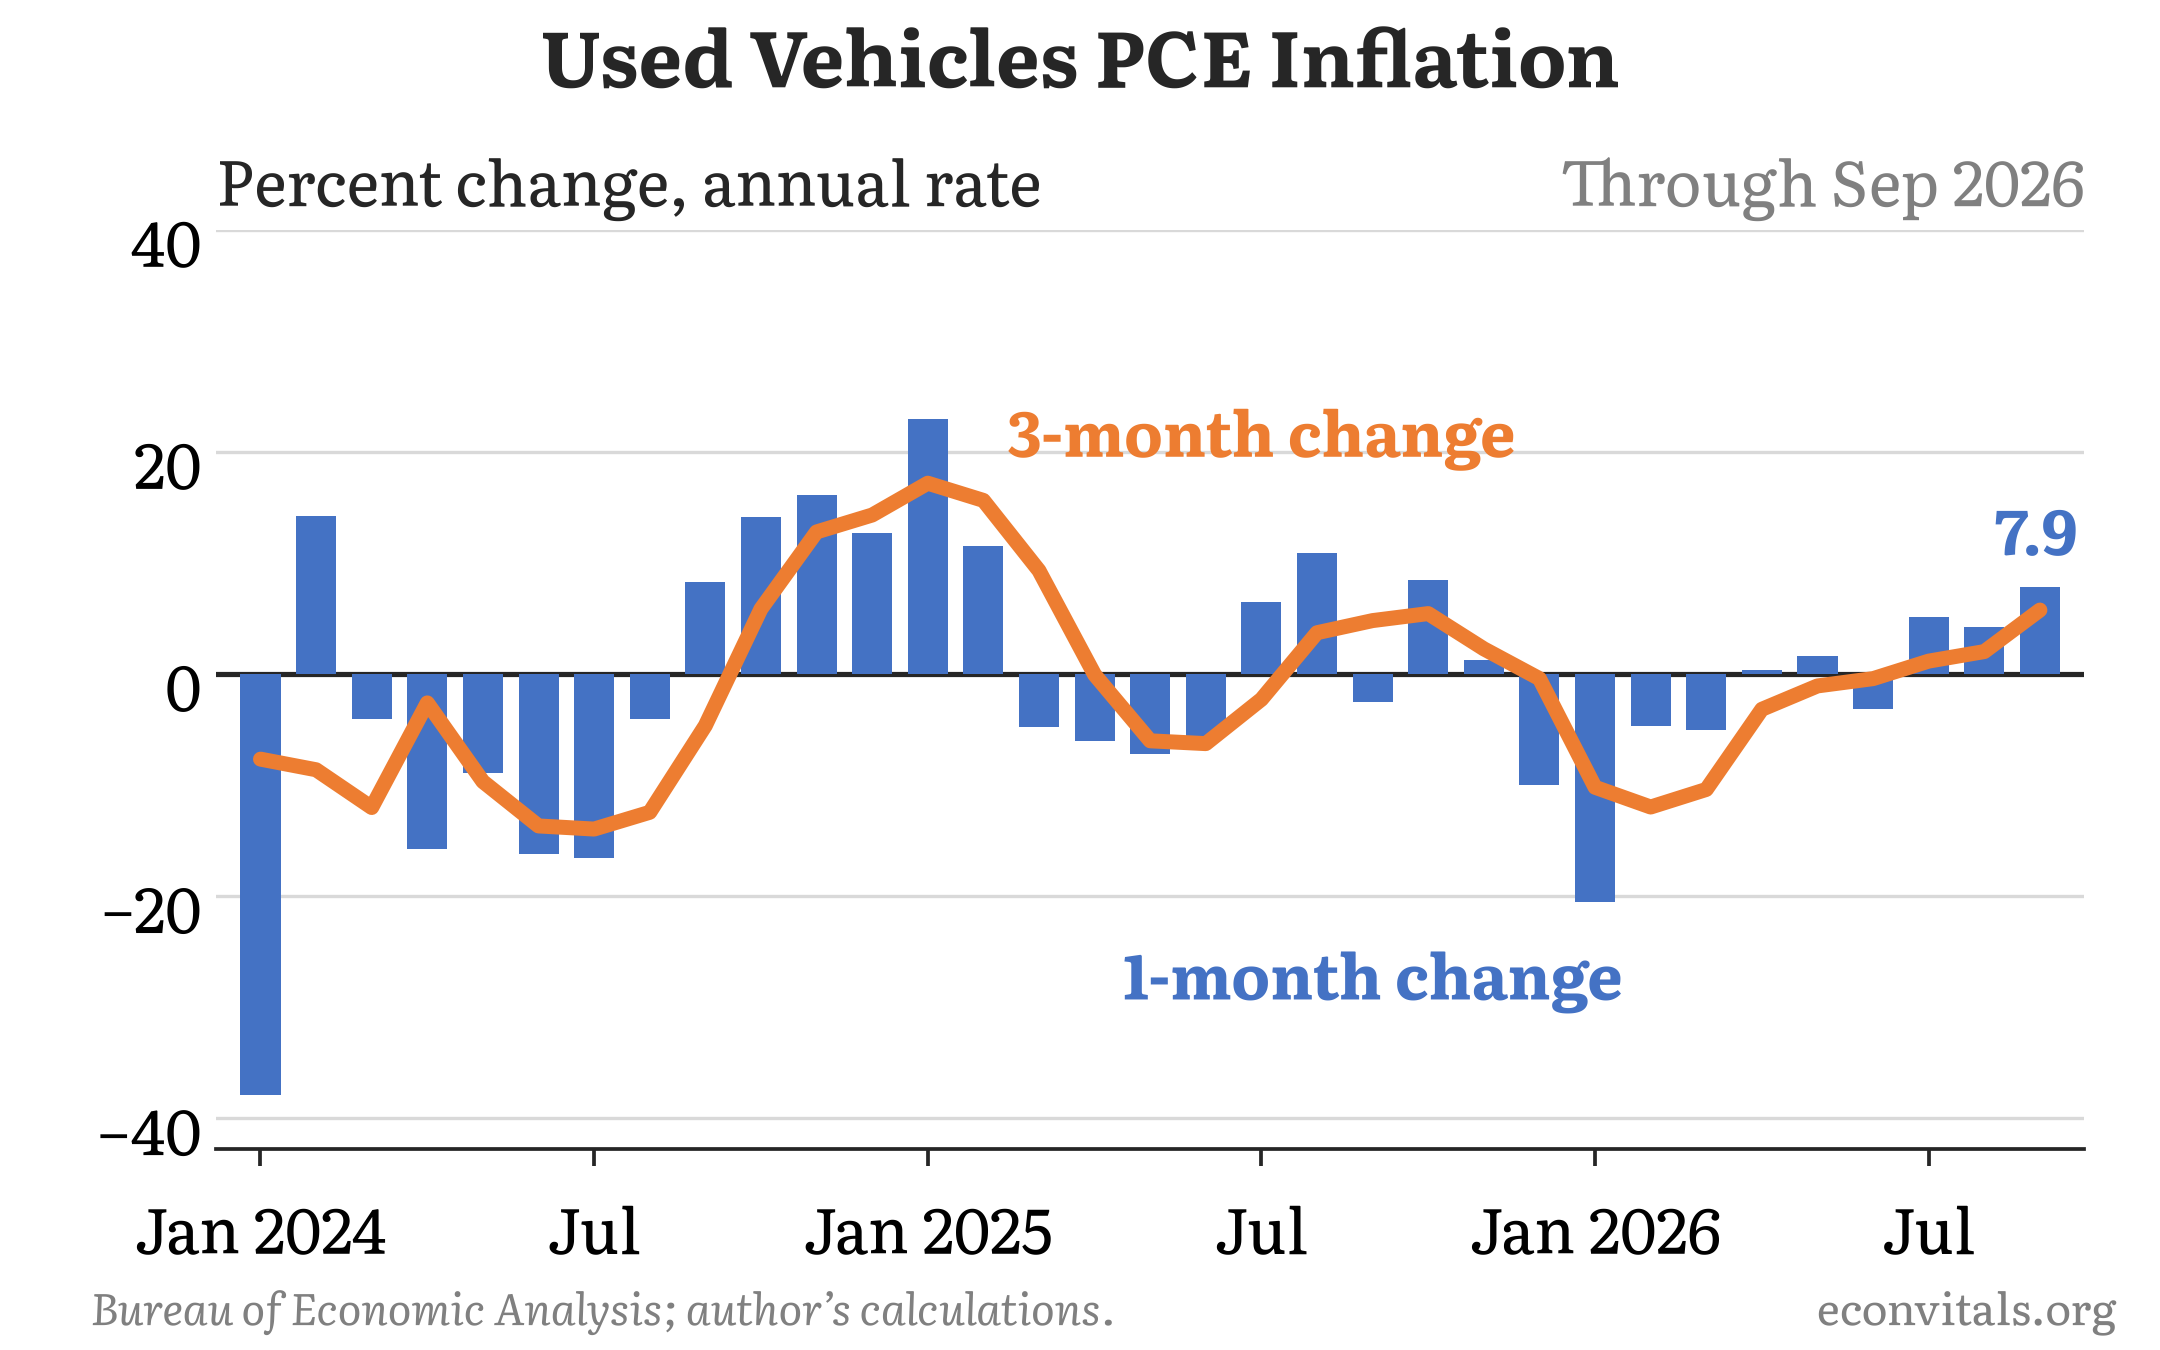 Used Vehicles PCE Inflation
Percent change, annual rate
Through Sep 2026
40
20
0
−20
−40
3-month change
7.9
1-month change
Jan 2024 Jul Jan 2025 Jul Jan 2026 Jul
Bureau of Economic Analysis; author’s calculations.
econvitals.org